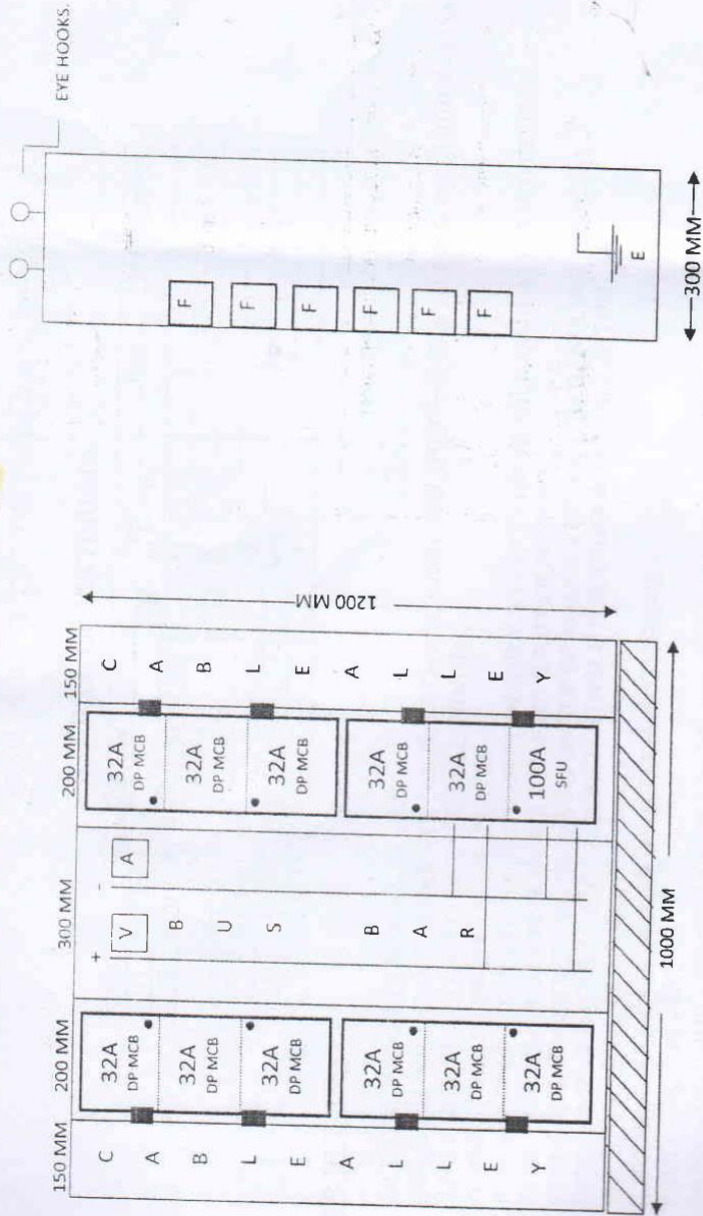 EYE HOOKS.
F
F
F
F
F
F
E
300 MM
150 MM
200 MM
300 MM
200 MM
150 MM
C A B L E A L L E Y
32A
DP MCB
32A
DP MCB
32A
DP MCB
32A
DP MCB
32A
DP MCB
32A
DP MCB
+ -
V A
B U S B A R
32A
DP MCB
32A
DP MCB
32A
DP MCB
32A
DP MCB
32A
DP MCB
100A
SFU
C A B L E A L L E Y
1200 MM
1000 MM